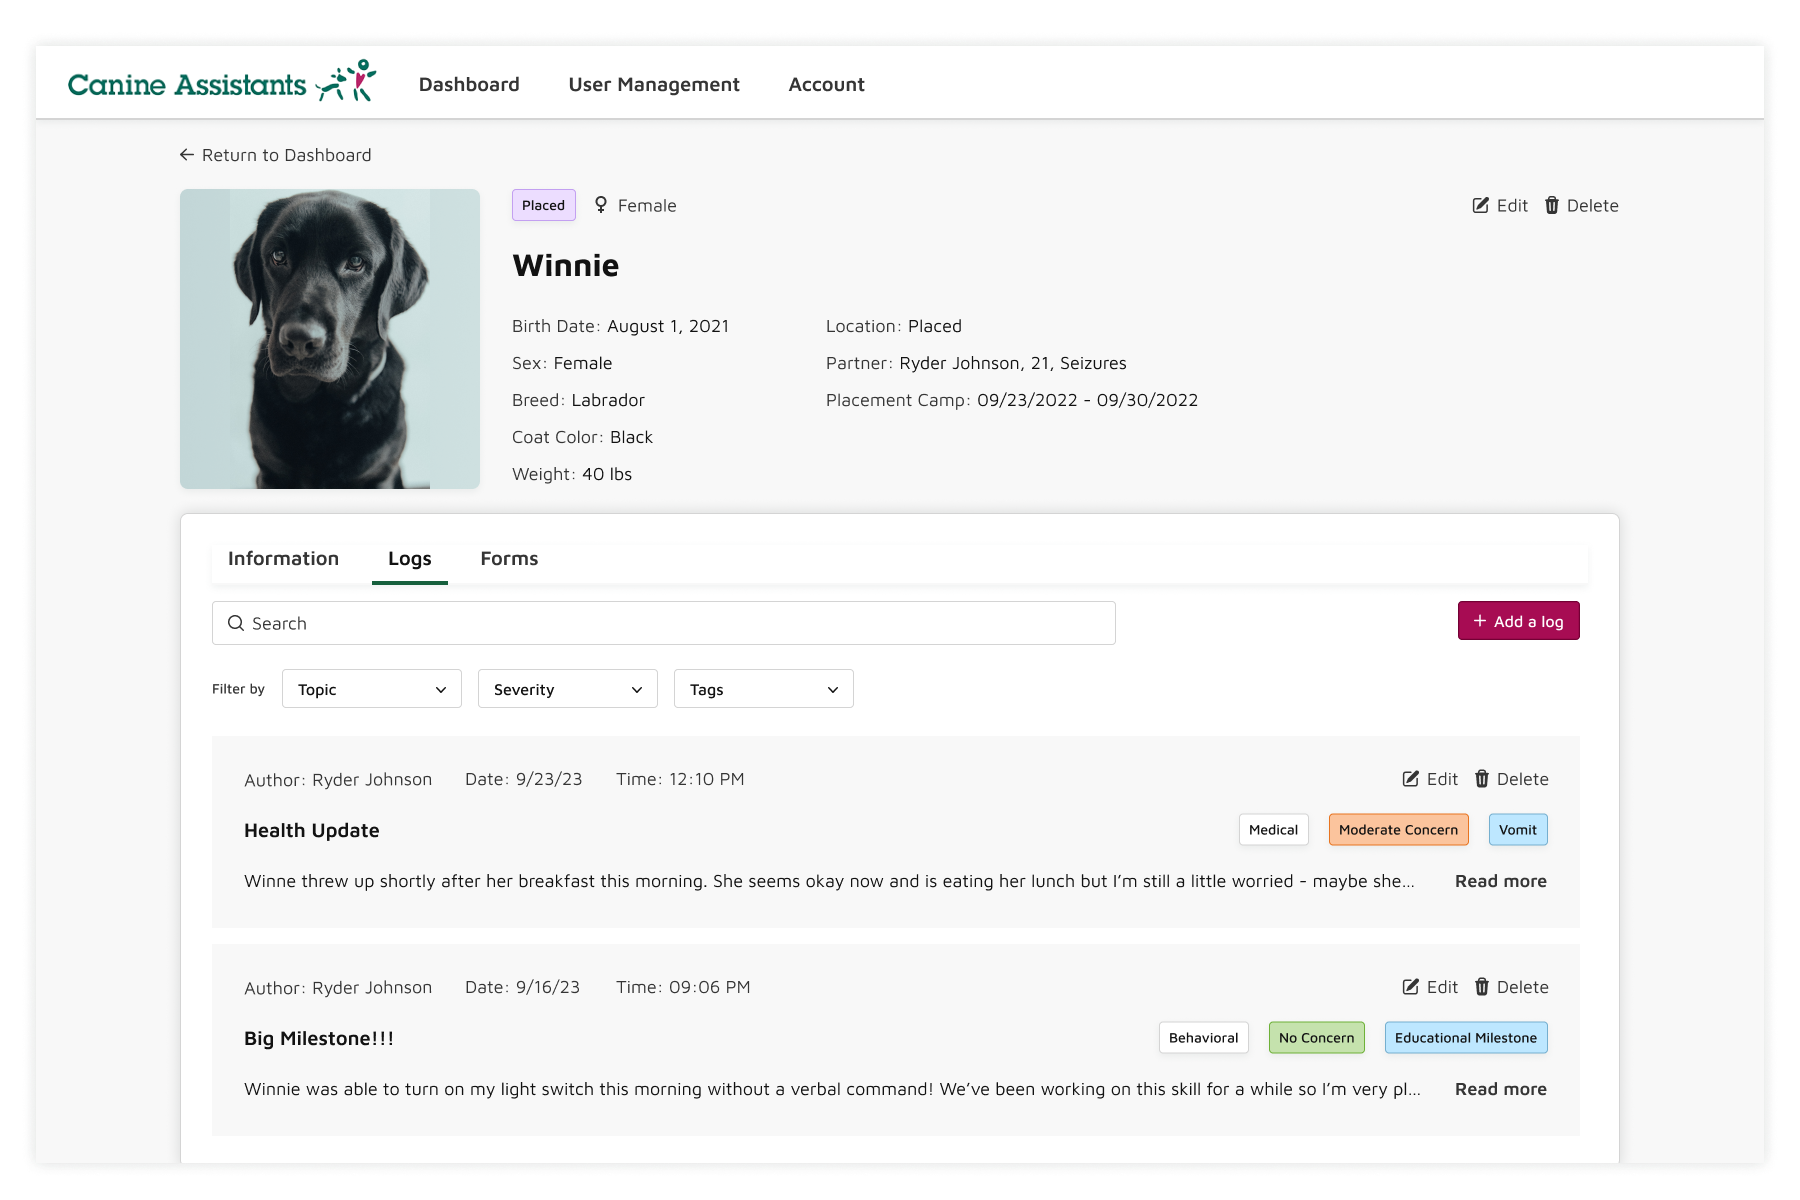 Canine Assistants
Dashboard
User Management
Account
← Return to Dashboard
Placed
Female
Edit
Delete
Winnie
Birth Date: August 1, 2021
Location: Placed
Sex: Female
Partner: Ryder Johnson, 21, Seizures
Breed: Labrador
Placement Camp: 09/23/2022 - 09/30/2022
Coat Color: Black
Weight: 40 lbs
Information
Logs
Forms
Search
+ Add a log
Filter by
Topic
Severity
Tags
Author: Ryder Johnson
Date: 9/23/23
Time: 12:10 PM
Edit
Delete
Health Update
Medical
Moderate Concern
Vomit
Winne threw up shortly after her breakfast this morning. She seems okay now and is eating her lunch but I’m still a little worried - maybe she...
Read more
Author: Ryder Johnson
Date: 9/16/23
Time: 09:06 PM
Edit
Delete
Big Milestone!!!
Behavioral
No Concern
Educational Milestone
Winnie was able to turn on my light switch this morning without a verbal command! We’ve been working on this skill for a while so I’m very pl...
Read more